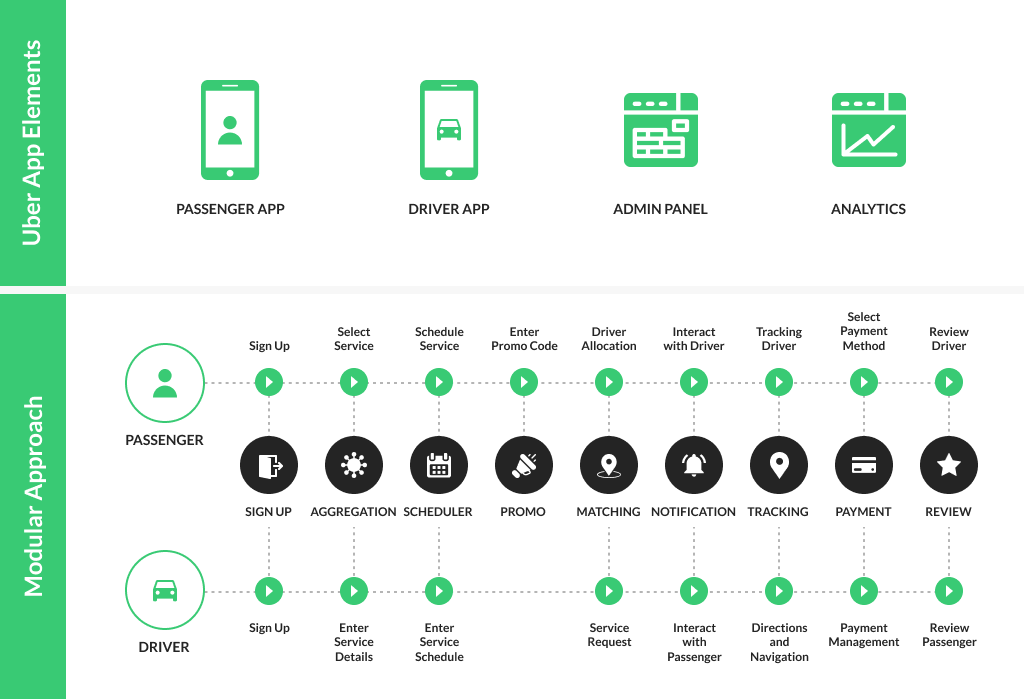 Uber App Elements
PASSENGER APP
DRIVER APP
ADMIN PANEL
ANALYTICS
Modular Approach
PASSENGER
Sign Up
Select
Service
Schedule
Service
Enter
Promo Code
Driver
Allocation
Interact
with Driver
Tracking
Driver
Select
Payment
Method
Review
Driver
SIGN UP
AGGREGATION
SCHEDULER
PROMO
MATCHING
NOTIFICATION
TRACKING
PAYMENT
REVIEW
DRIVER
Sign Up
Enter
Service
Details
Enter
Service
Schedule
Service
Request
Interact
with
Passenger
Directions
and
Navigation
Payment
Management
Review
Passenger